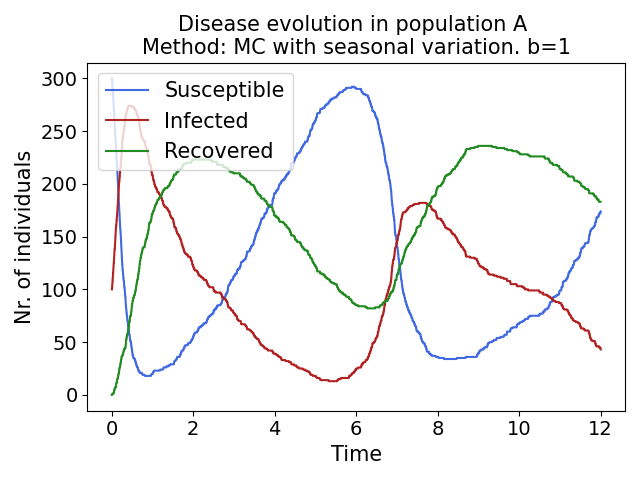 Disease evolution in population A
Method: MC with seasonal variation. b=1
Susceptible
Infected
Recovered
Nr. of individuals
300
250
200
150
100
50
0
0 2 4 6 8 10 12
Time